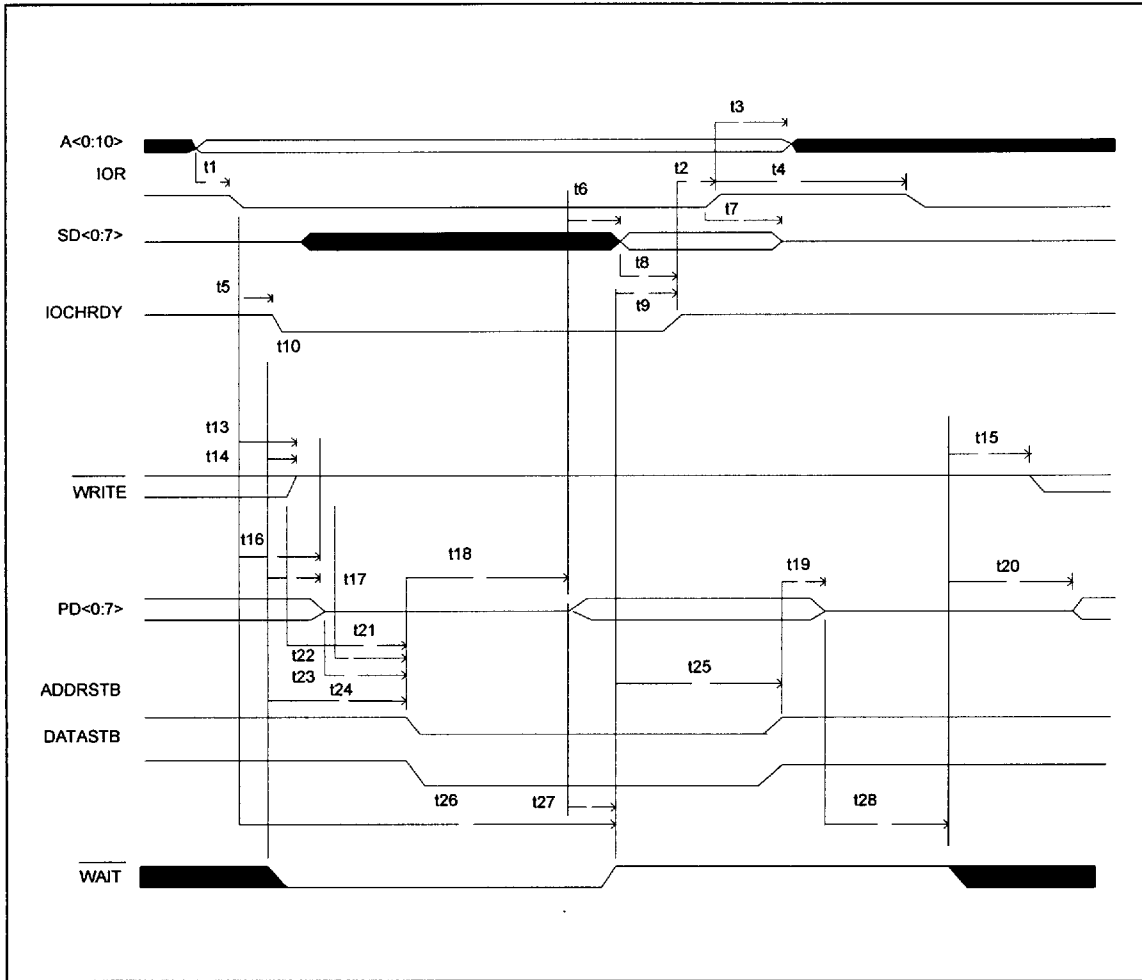 t3
A<0:10>
t1
IOR
t2
t4
t6
t7
SD<0:7>
t8
t5
t9
IOCHRDY
t10
t13
t14
t15
WRITE
t16
t18
t17
t19
t20
PD<0:7>
t21
t22
t23
t25
ADDRSTB
t24
DATASTB
t26
t27
t28
WAIT